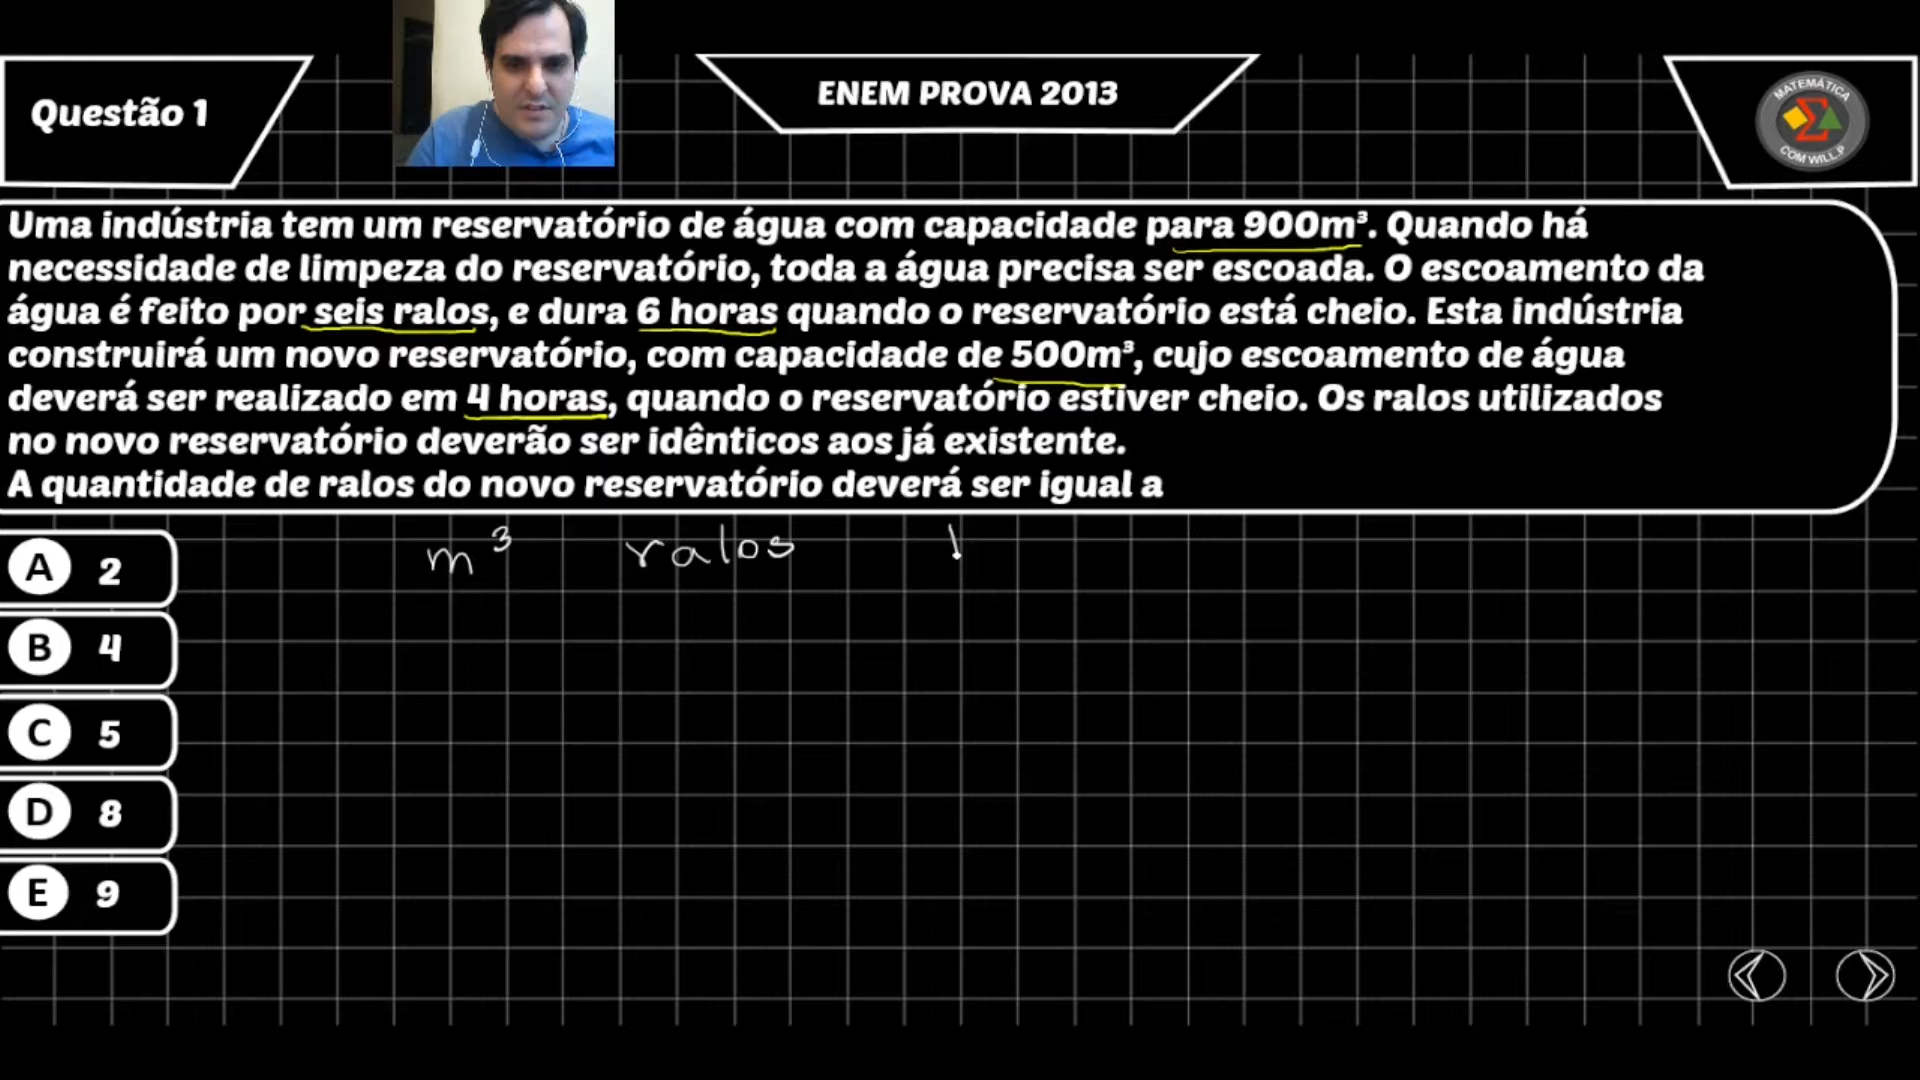 Questão 1
ENEM PROVA 2013
MATEMÁTICA
COM WILL.P
Uma indústria tem um reservatório de água com capacidade para 900m³. Quando há
necessidade de limpeza do reservatório, toda a água precisa ser escoada. O escoamento da
água é feito por seis ralos, e dura 6 horas quando o reservatório está cheio. Esta indústria
construirá um novo reservatório, com capacidade de 500m³, cujo escoamento de água
deverá ser realizado em 4 horas, quando o reservatório estiver cheio. Os ralos utilizados
no novo reservatório deverão ser idênticos aos já existente.
A quantidade de ralos do novo reservatório deverá ser igual a
m³ ralos
A 2
B 4
C 5
D 8
E 9